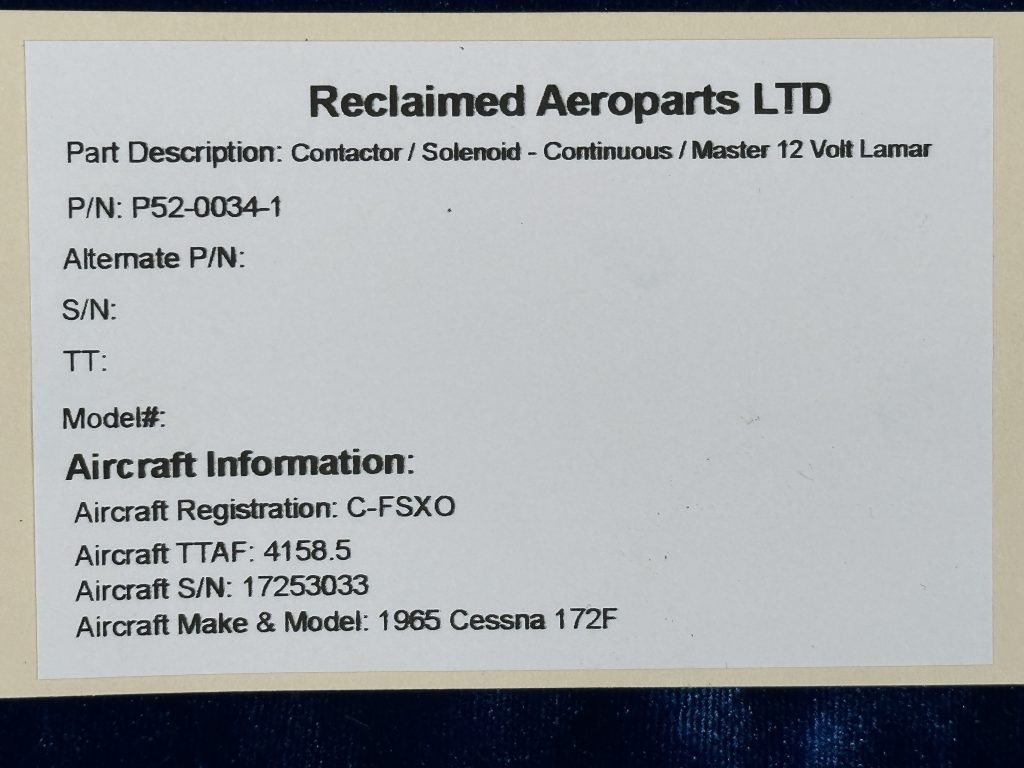 Reclaimed Aeroparts LTD
Part Description: Contactor / Solenoid - Continuous / Master 12 Volt Lamar
P/N: P52-0034-1
Alternate P/N:
S/N:
TT:
Model#:
Aircraft Information:
Aircraft Registration: C-FSXO
Aircraft TTAF: 4158.5
Aircraft S/N: 17253033
Aircraft Make & Model: 1965 Cessna 172F